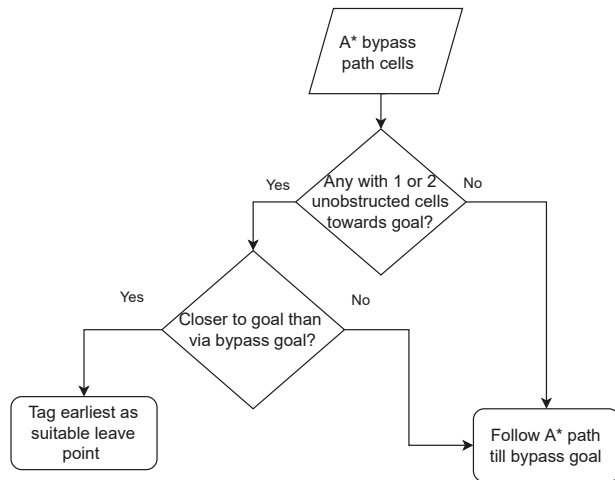 A* bypass
path cells
Any with 1 or 2
unobstructed cells
towards goal?
Yes
No
Closer to goal than
via bypass goal?
Yes
No
Tag earliest as
suitable leave
point
Follow A* path
till bypass goal